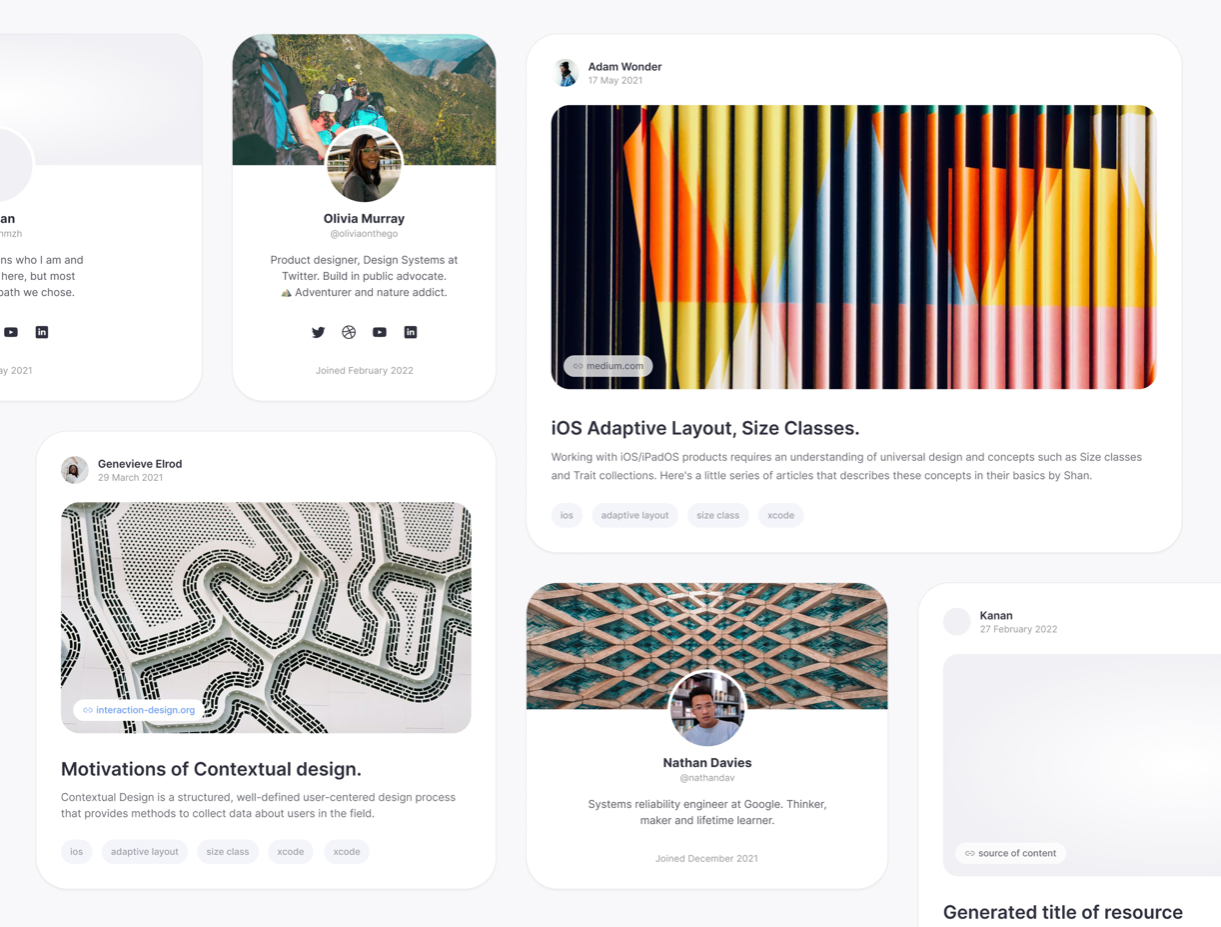 an
nmzh
ns who I am and
here, but most
path we chose.
ay 2021
Olivia Murray
@oliviaonthego
Product designer, Design Systems at
Twitter. Build in public advocate.
Adventurer and nature addict.
Joined February 2022
Adam Wonder
17 May 2021
medium.com
iOS Adaptive Layout, Size Classes.
Working with iOS/iPadOS products requires an understanding of universal design and concepts such as Size classes
and Trait collections. Here's a little series of articles that describes these concepts in their basics by Shan.
ios adaptive layout size class xcode
Genevieve Elrod
29 March 2021
interaction-design.org
Motivations of Contextual design.
Contextual Design is a structured, well-defined user-centered design process
that provides methods to collect data about users in the field.
ios adaptive layout size class xcode xcode
Nathan Davies
@nathandav
Systems reliability engineer at Google. Thinker,
maker and lifetime learner.
Joined December 2021
Kanan
27 February 2022
source of content
Generated title of resource